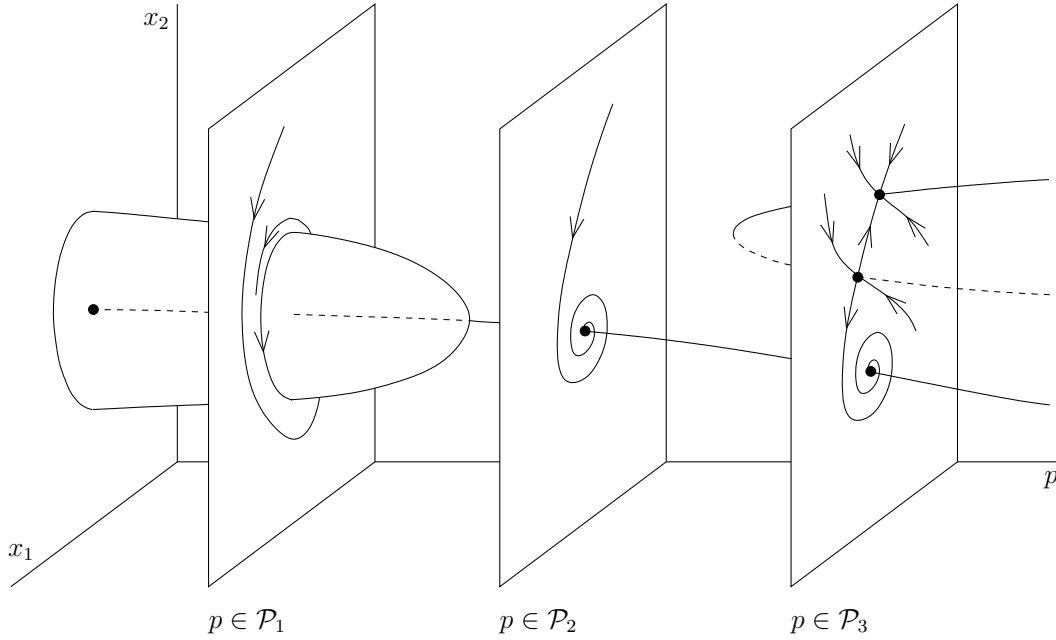 x₂
p
x₁
p ∈ 𝒫₁
p ∈ 𝒫₂
p ∈ 𝒫₃